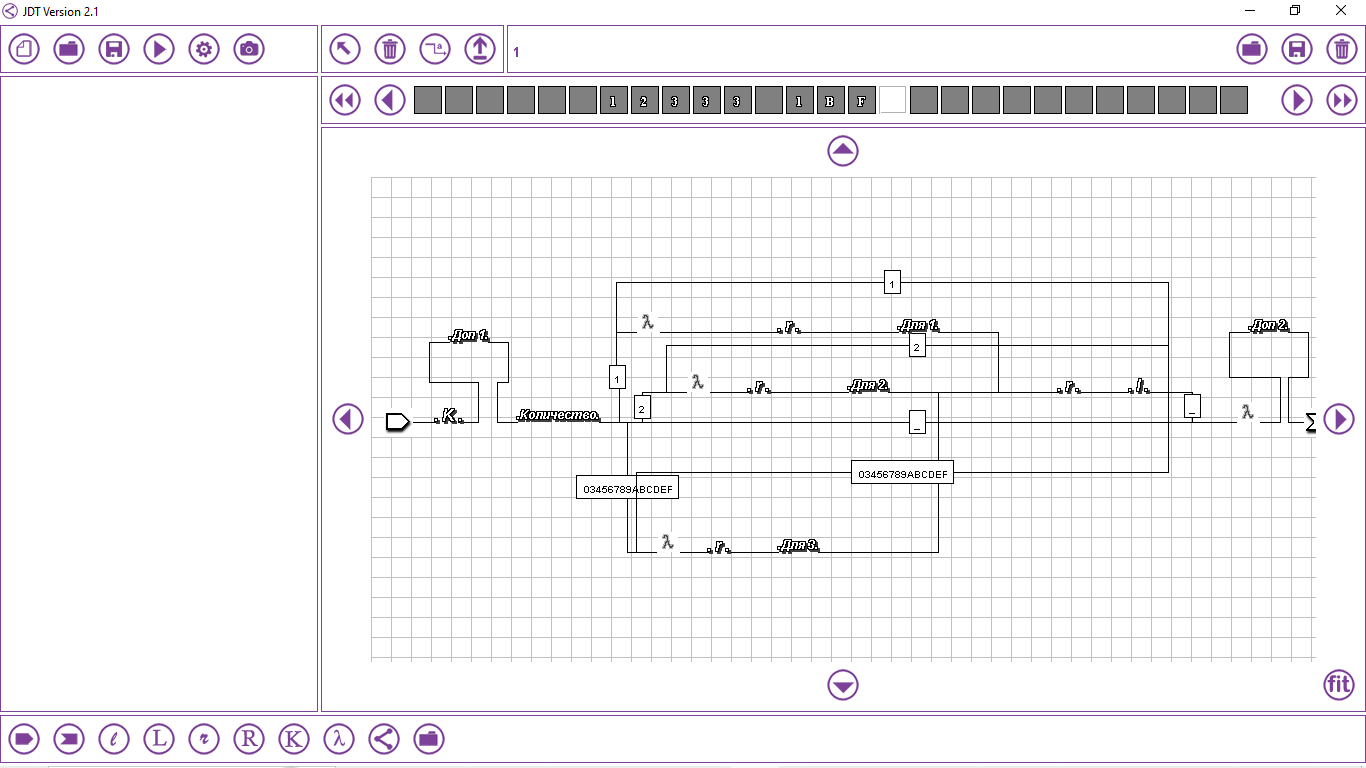 JDT Version 2.1
a
1
1 2 3 3 3 1 B F
1
λ .r. .Для 1.
.Доп 1.
.Доп 2.
2
1
λ .r. .Для 2. .r. .l.
2
_
.K. .Количество.
_
λ
Σ
03456789ABCDEF
03456789ABCDEF
λ .r. .Для 3.
fit
l L r R K λ